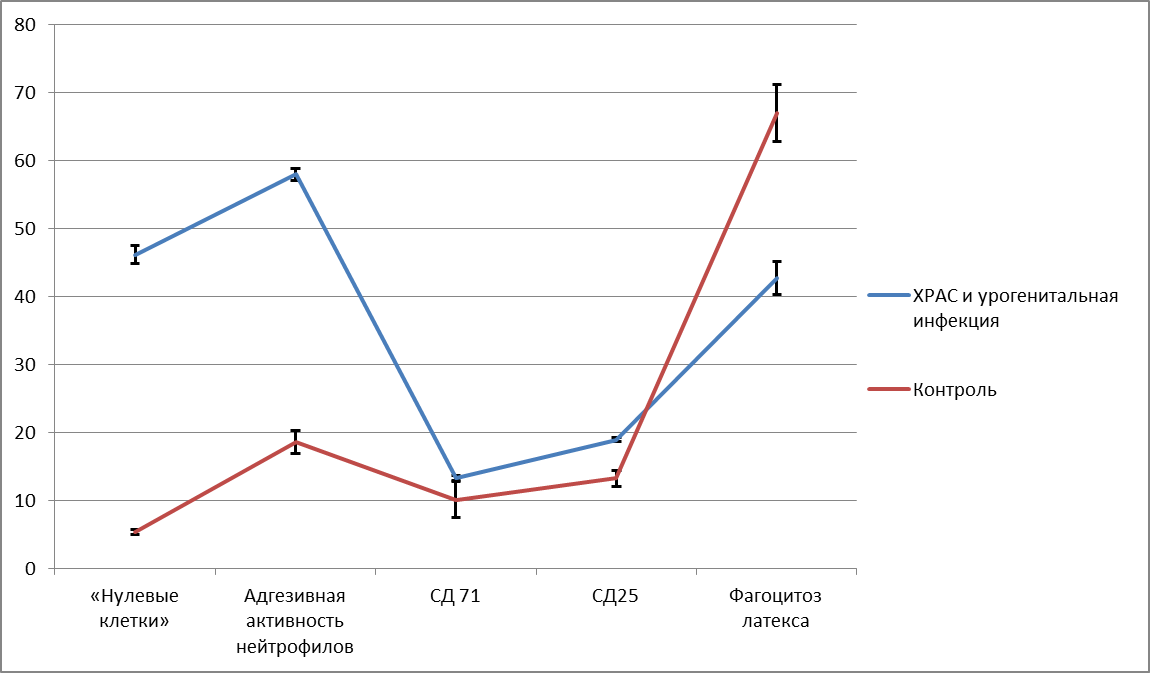 80
70
60
50
40
30
20
10
0
«Нулевые
клетки»
Адгезивная
активность
нейтрофилов
СД 71
СД25
Фагоцитоз
латекса
ХРАС и урогенитальная
инфекция
Контроль